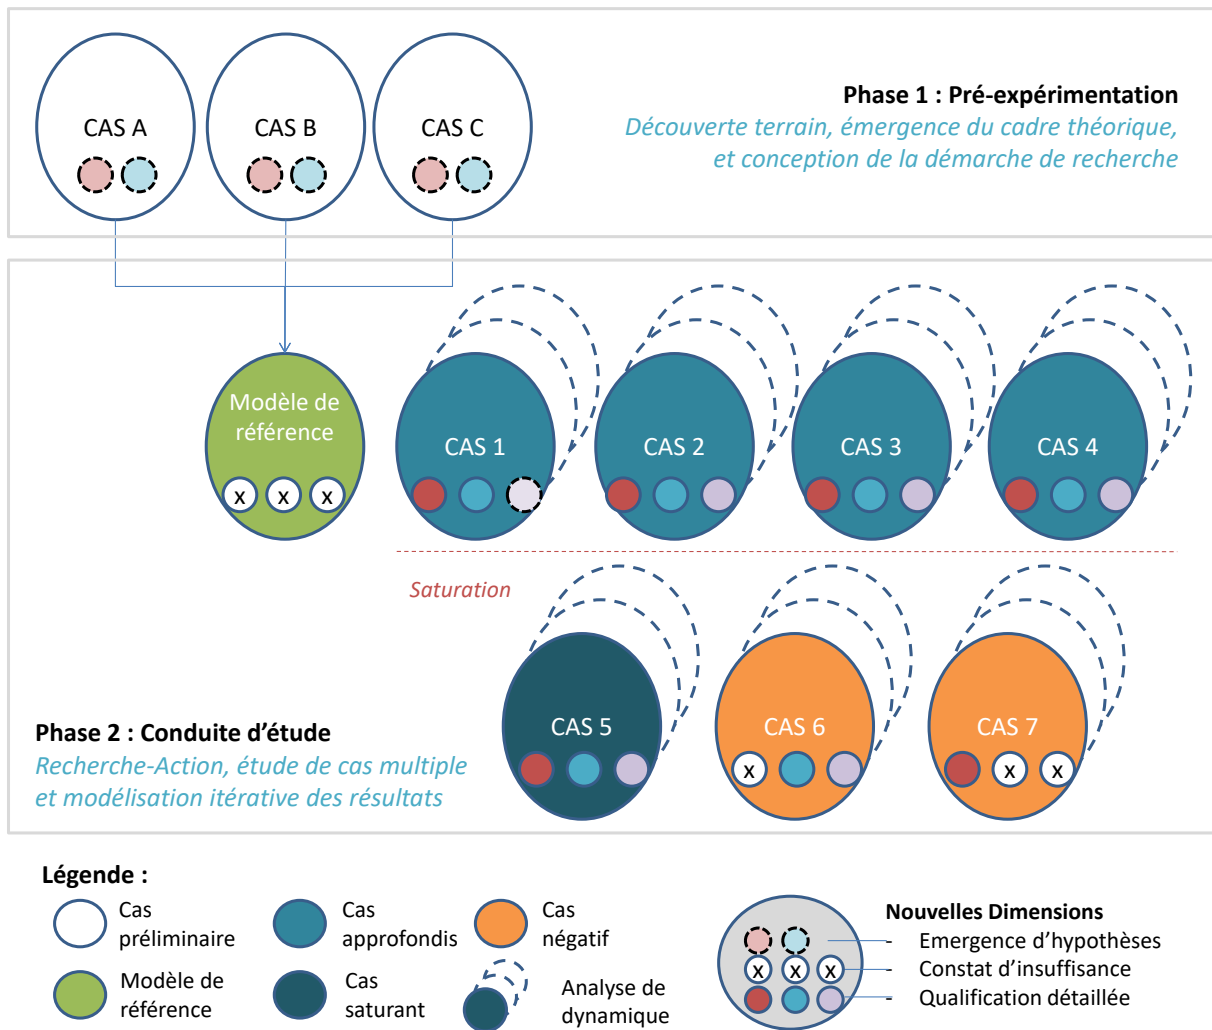 CAS A
CAS B
CAS C
Phase 1 : Pré-expérimentation
Découverte terrain, émergence du cadre théorique,
et conception de la démarche de recherche
Modèle de
référence
x x x
CAS 1
CAS 2
CAS 3
CAS 4
Saturation
CAS 5
CAS 6
x
CAS 7
x x
Phase 2 : Conduite d’étude
Recherche-Action, étude de cas multiple
et modélisation itérative des résultats
Légende :
Cas
préliminaire
Cas
approfondis
Cas
négatif
Modèle de
référence
Cas
saturant
Analyse de
dynamique
x x x
Nouvelles Dimensions
- Emergence d’hypothèses
- Constat d’insuffisance
- Qualification détaillée